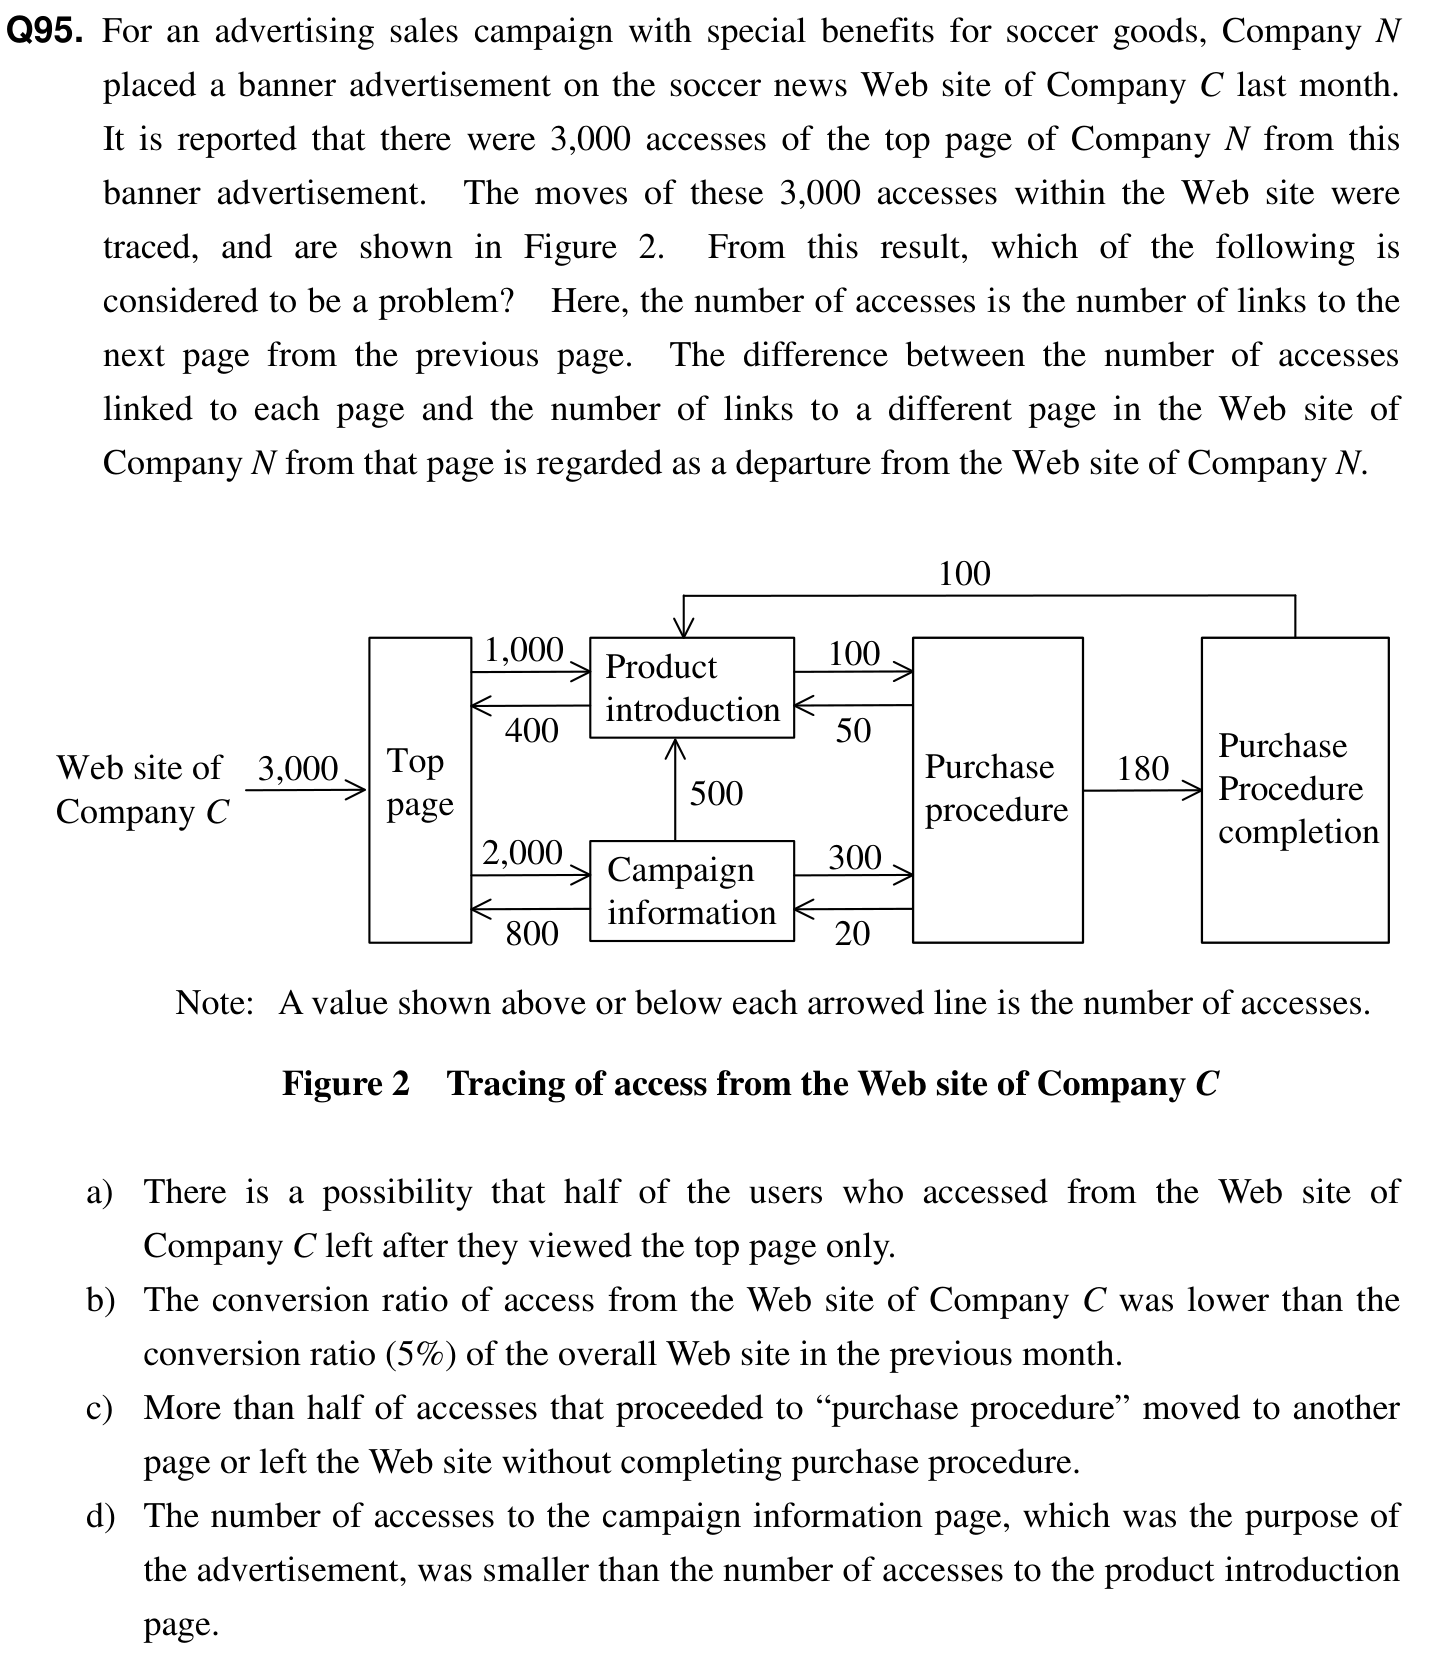 Q95. For an advertising sales campaign with special benefits for soccer goods, Company N
placed a banner advertisement on the soccer news Web site of Company C last month.
It is reported that there were 3,000 accesses of the top page of Company N from this
banner advertisement. The moves of these 3,000 accesses within the Web site were
traced, and are shown in Figure 2. From this result, which of the following is
considered to be a problem? Here, the number of accesses is the number of links to the
next page from the previous page. The difference between the number of accesses
linked to each page and the number of links to a different page in the Web site of
Company N from that page is regarded as a departure from the Web site of Company N.
100
1,000
Product
introduction
100
400
50
Web site of
Company C
3,000
Top
page
500
Purchase
procedure
180
Purchase
Procedure
completion
2,000
Campaign
information
300
800
20
Note: A value shown above or below each arrowed line is the number of accesses.
Figure 2 Tracing of access from the Web site of Company C
a) There is a possibility that half of the users who accessed from the Web site of
Company C left after they viewed the top page only.
b) The conversion ratio of access from the Web site of Company C was lower than the
conversion ratio (5%) of the overall Web site in the previous month.
c) More than half of accesses that proceeded to “purchase procedure” moved to another
page or left the Web site without completing purchase procedure.
d) The number of accesses to the campaign information page, which was the purpose of
the advertisement, was smaller than the number of accesses to the product introduction
page.